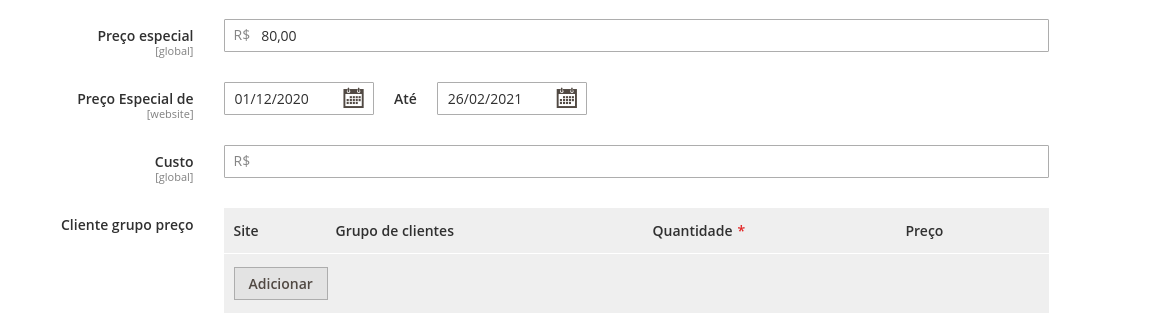 Preço especial R$ 80,00
[global]
Preço Especial de 01/12/2020 Até 26/02/2021
[website]
Custo R$
[global]
Cliente grupo preço Site Grupo de clientes Quantidade * Preço
Adicionar